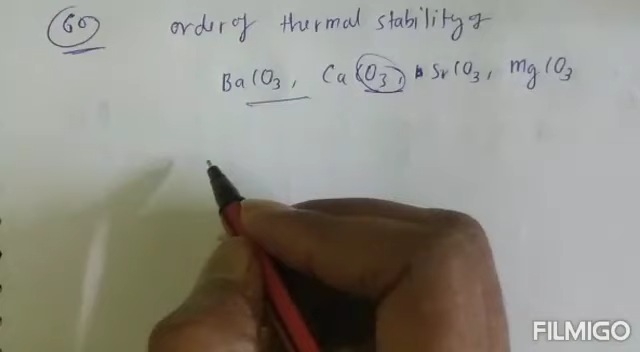 60 order of thermal stability of
BaCO3, CaCO3, SrCO3, MgCO3
FILMIGO